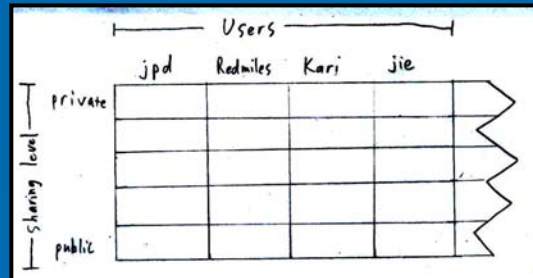 Users
jpd Redmiles Kari jie
private
sharing level
public